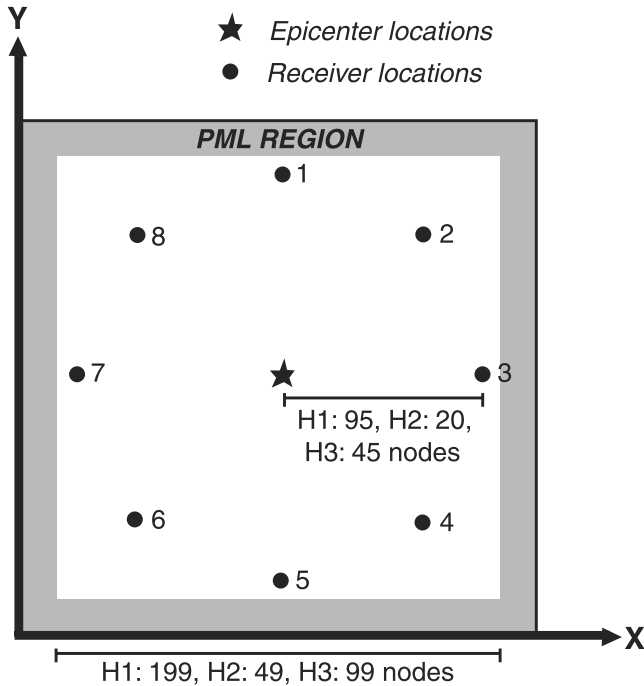 Y
Epicenter locations
Receiver locations
PML REGION
1
8
2
7
3
H1: 95, H2: 20,
H3: 45 nodes
6
4
5
X
H1: 199, H2: 49, H3: 99 nodes